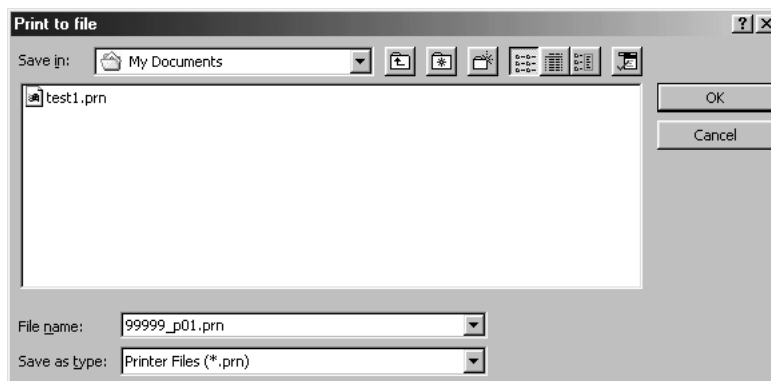 Print to file
Save in: My Documents
test1.prn
OK
Cancel
File name: 99999_p01.prn
Save as type: Printer Files (*.prn)